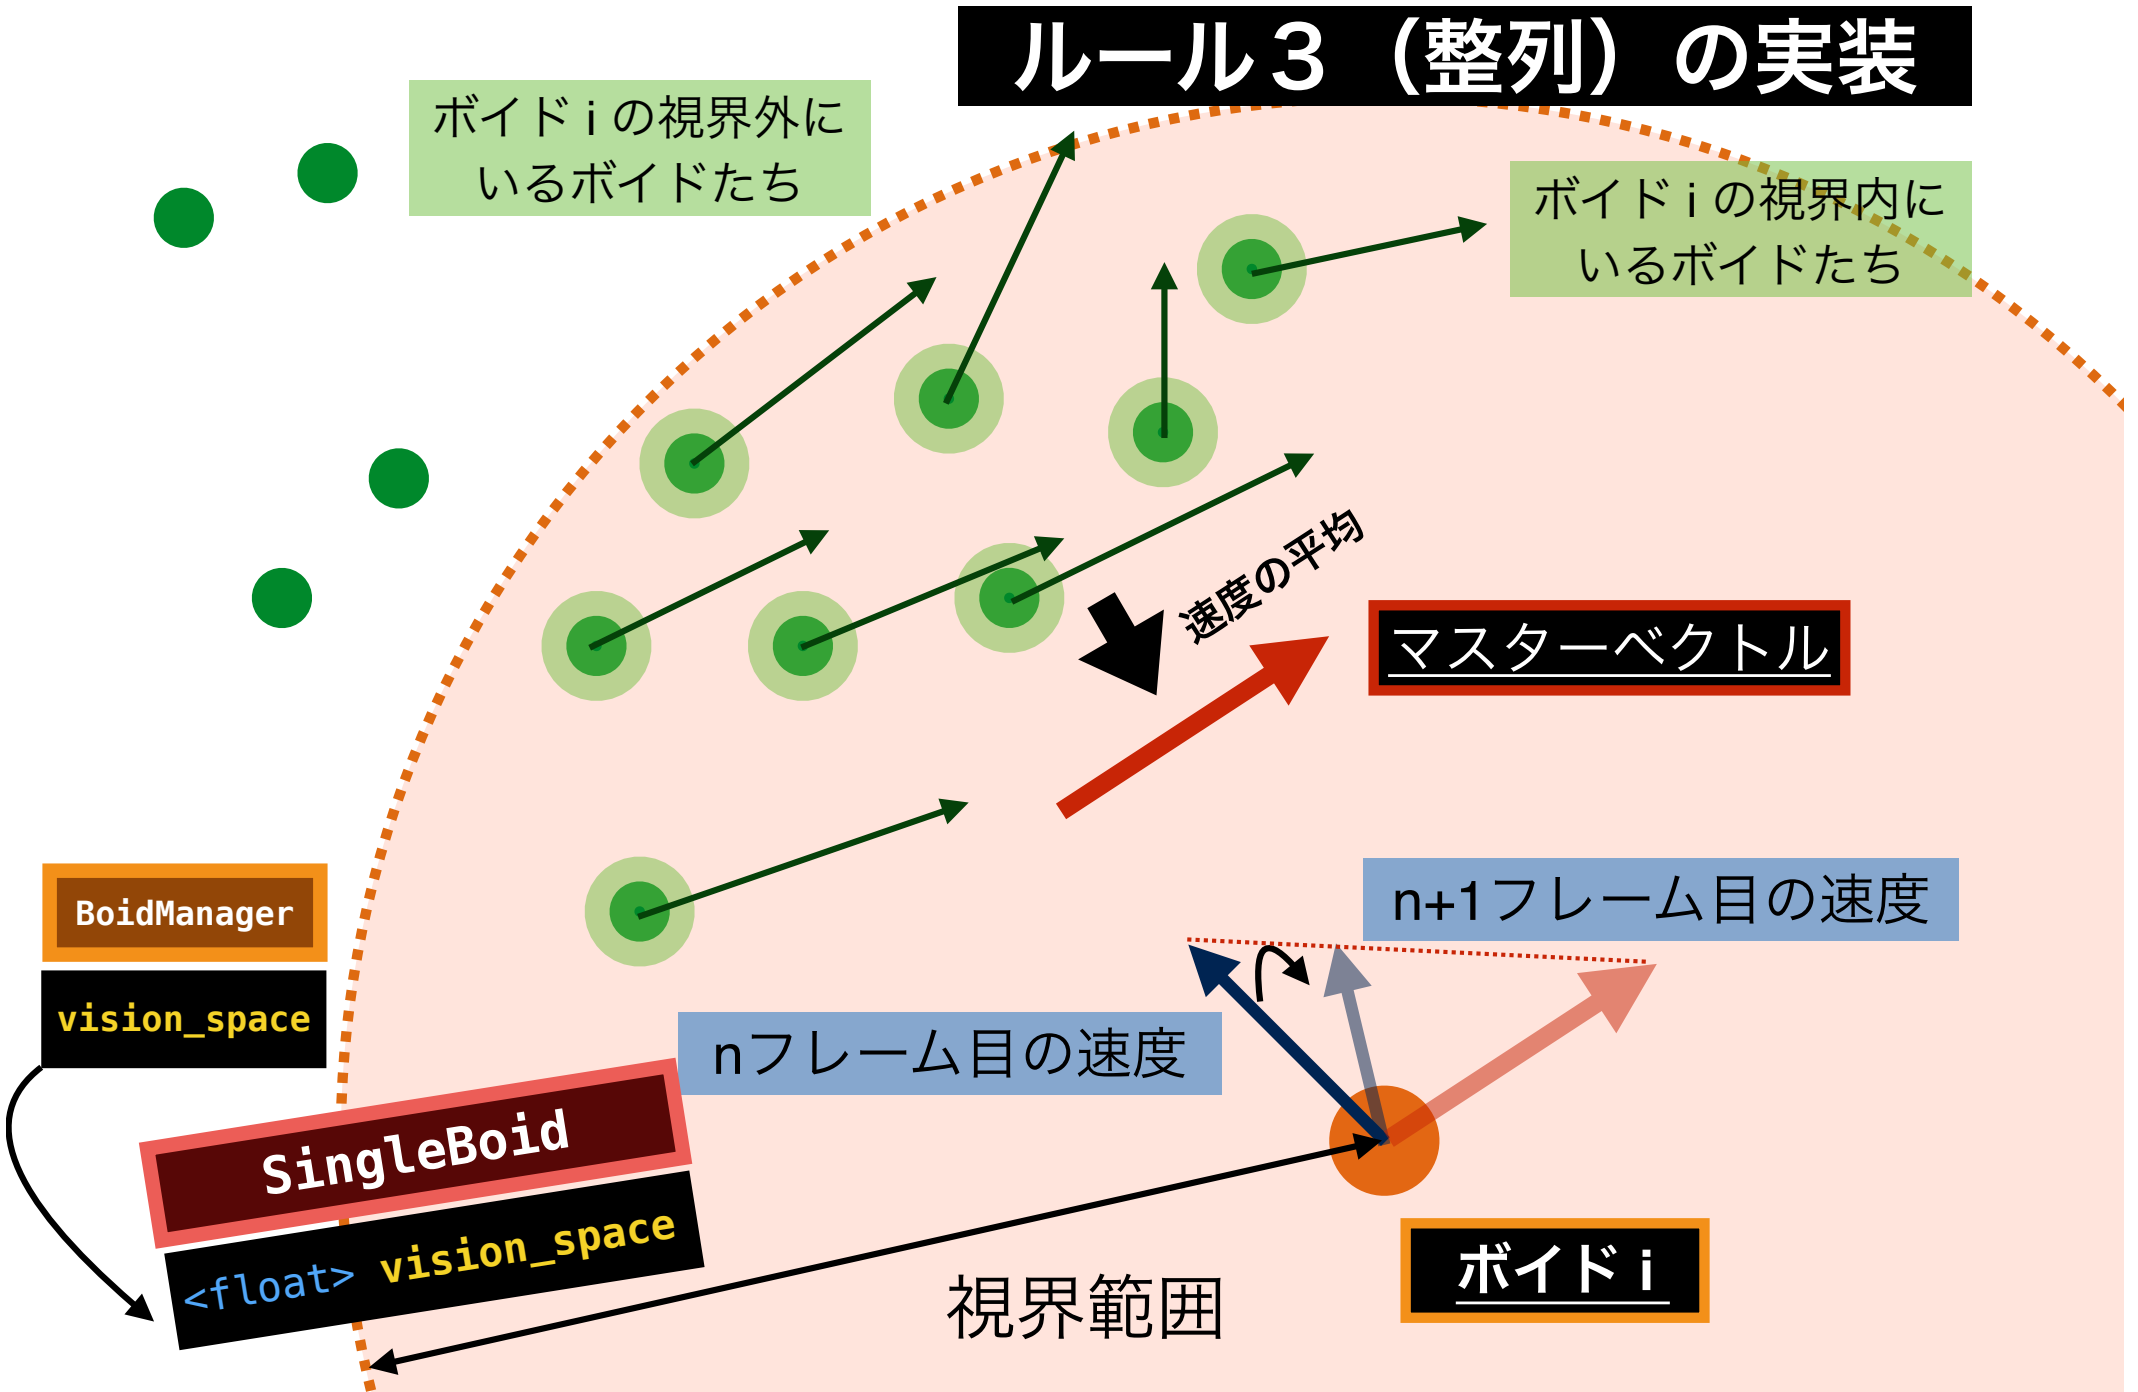 ルール3（整列）の実装
ボイド i の視界外に
いるボイドたち
ボイド i の視界内に
いるボイドたち
速度の平均
マスターベクトル
BoidManager
vision_space
n+1フレーム目の速度
nフレーム目の速度
SingleBoid
<float> vision_space
視界範囲
ボイド i